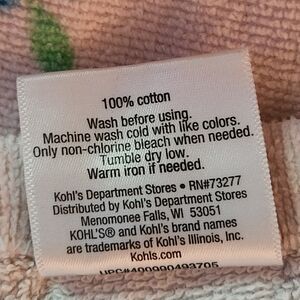 100% cotton
Wash before using.
Machine wash cold with like colors.
Only non-chlorine bleach when needed.
Tumble dry low.
Warm iron if needed.
Kohl's Department Stores • RN#73277
Distributed by Kohl's Department Stores
Menomonee Falls, WI 53051
KOHL'S® and Kohl's brand names
are trademarks of Kohl's Illinois, Inc.
Kohls.com
UPC#400990493705